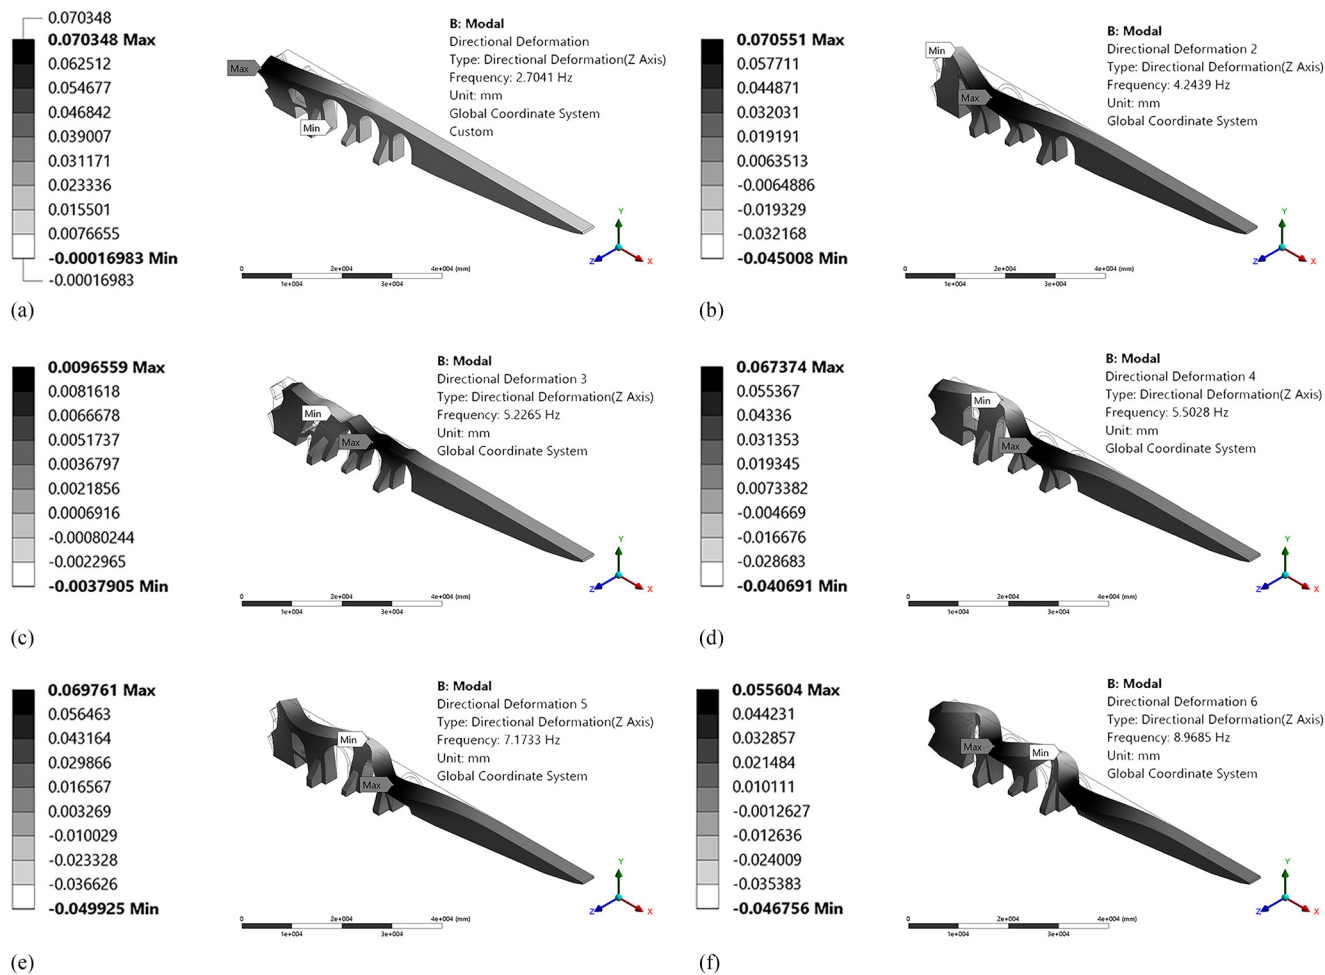 0.070348
0.070348 Max
0.062512
0.054677
0.046842
0.039007
0.031171
0.023336
0.015501
0.0076655
-0.00016983 Min
-0.00016983
B: Modal
Directional Deformation
Type: Directional Deformation(Z Axis)
Frequency: 2.7041 Hz
Unit: mm
Global Coordinate System
Custom
Max
Min
Y
Z
X
0
2e+004
4e+004 (mm)
1e+004
3e+004
(a)
0.070551 Max
0.057711
0.044871
0.032031
0.019191
0.0063513
-0.0064886
-0.019329
-0.032168
-0.045008 Min
B: Modal
Directional Deformation 2
Type: Directional Deformation(Z Axis)
Frequency: 4.2439 Hz
Unit: mm
Global Coordinate System
Min
Max
Y
Z
X
0
2e+004
4e+004 (mm)
1e+004
3e+004
(b)
0.0096559 Max
0.0081618
0.0066678
0.0051737
0.0036797
0.0021856
0.0006916
-0.00080244
-0.0022965
-0.0037905 Min
B: Modal
Directional Deformation 3
Type: Directional Deformation(Z Axis)
Frequency: 5.2265 Hz
Unit: mm
Global Coordinate System
Min
Max
Y
Z
X
0
2e+004
4e+004 (mm)
1e+004
3e+004
(c)
0.067374 Max
0.055367
0.04336
0.031353
0.019345
0.0073382
-0.004669
-0.016676
-0.028683
-0.040691 Min
B: Modal
Directional Deformation 4
Type: Directional Deformation(Z Axis)
Frequency: 5.5028 Hz
Unit: mm
Global Coordinate System
Min
Max
Y
Z
X
0
2e+004
4e+004 (mm)
1e+004
3e+004
(d)
0.069761 Max
0.056463
0.043164
0.029866
0.016567
0.003269
-0.010029
-0.023328
-0.036626
-0.049925 Min
B: Modal
Directional Deformation 5
Type: Directional Deformation(Z Axis)
Frequency: 7.1733 Hz
Unit: mm
Global Coordinate System
Min
Max
Y
Z
X
0
2e+004
4e+004 (mm)
1e+004
3e+004
(e)
0.055604 Max
0.044231
0.032857
0.021484
0.010111
-0.0012627
-0.012636
-0.024009
-0.035383
-0.046756 Min
B: Modal
Directional Deformation 6
Type: Directional Deformation(Z Axis)
Frequency: 8.9685 Hz
Unit: mm
Global Coordinate System
Max
Min
Y
Z
X
0
2e+004
4e+004 (mm)
1e+004
3e+004
(f)